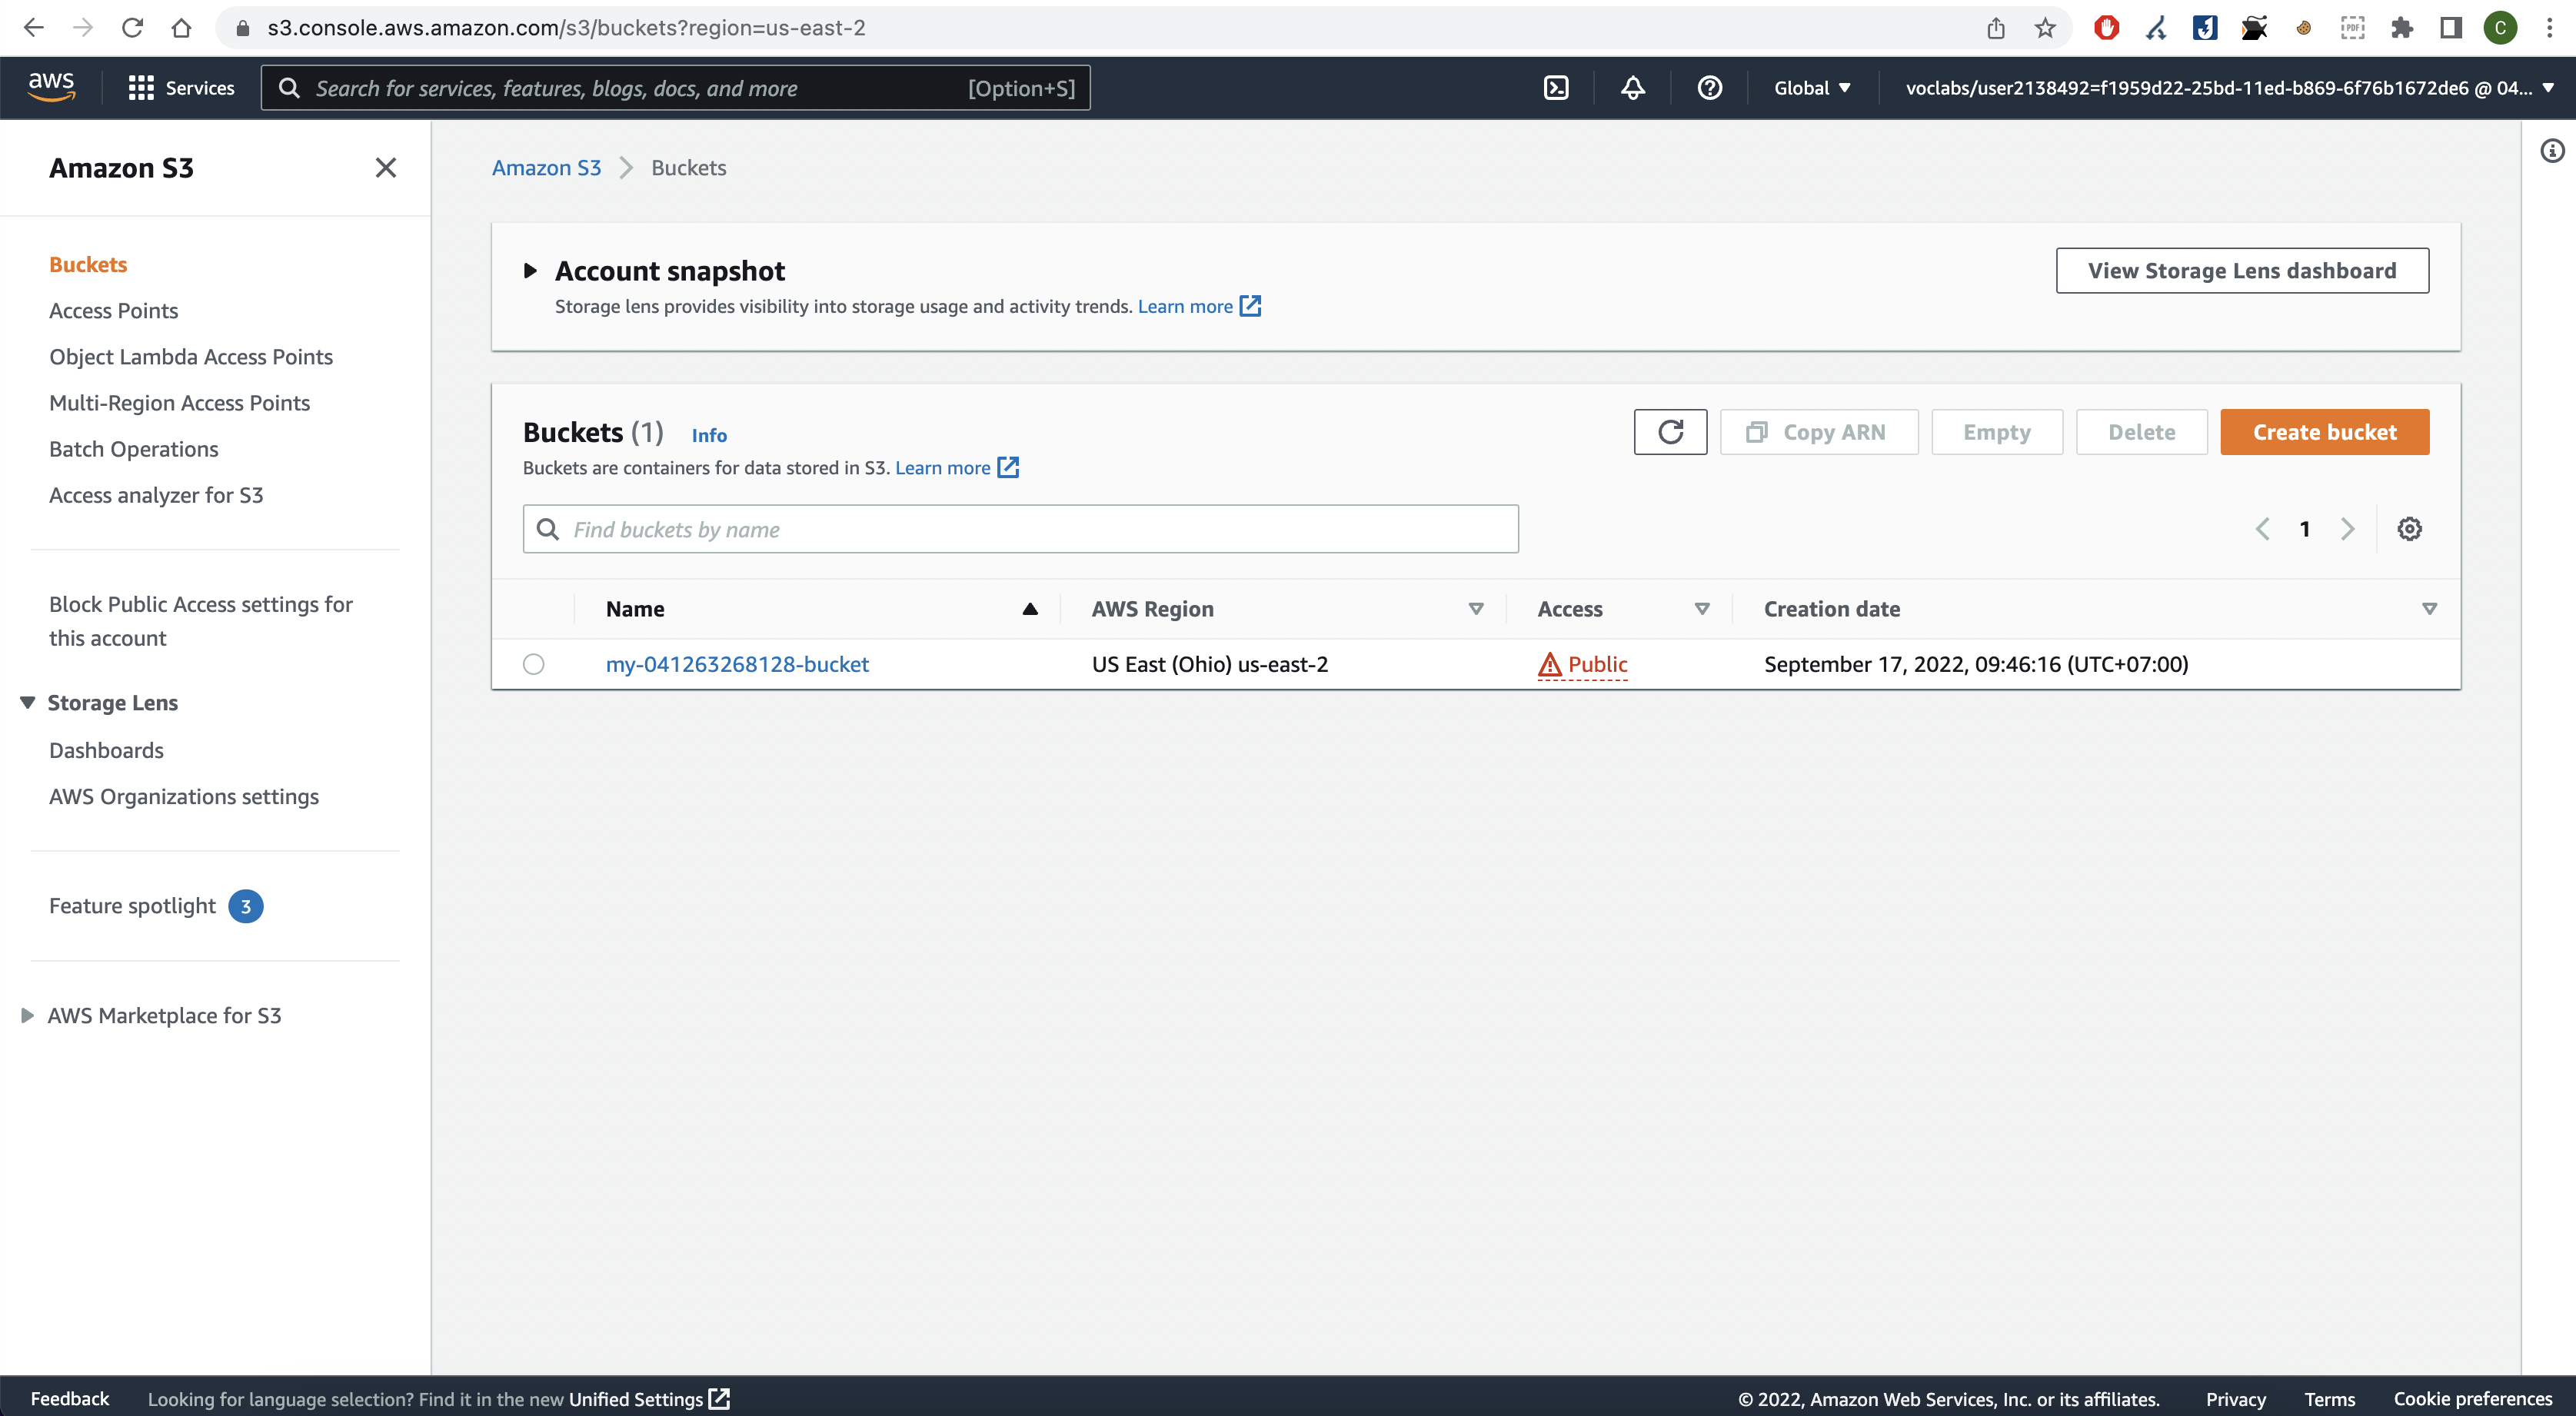 s3.console.aws.amazon.com/s3/buckets?region=us-east-2
PDF
C
aws
Services
Search for services, features, blogs, docs, and more
[Option+S]
Global
voclabs/user2138492=f1959d22-25bd-11ed-b869-6f76b1672de6 @ 04...
Amazon S3
Buckets
Access Points
Object Lambda Access Points
Multi-Region Access Points
Batch Operations
Access analyzer for S3
Block Public Access settings for
this account
Storage Lens
Dashboards
AWS Organizations settings
Feature spotlight 3
AWS Marketplace for S3
Amazon S3 > Buckets
Account snapshot
Storage lens provides visibility into storage usage and activity trends. Learn more
View Storage Lens dashboard
Buckets (1) Info
Buckets are containers for data stored in S3. Learn more
Copy ARN
Empty
Delete
Create bucket
Find buckets by name
1
Name AWS Region Access Creation date
my-041263268128-bucket US East (Ohio) us-east-2 Public September 17, 2022, 09:46:16 (UTC+07:00)
Feedback Looking for language selection? Find it in the new Unified Settings
© 2022, Amazon Web Services, Inc. or its affiliates. Privacy Terms Cookie preferences